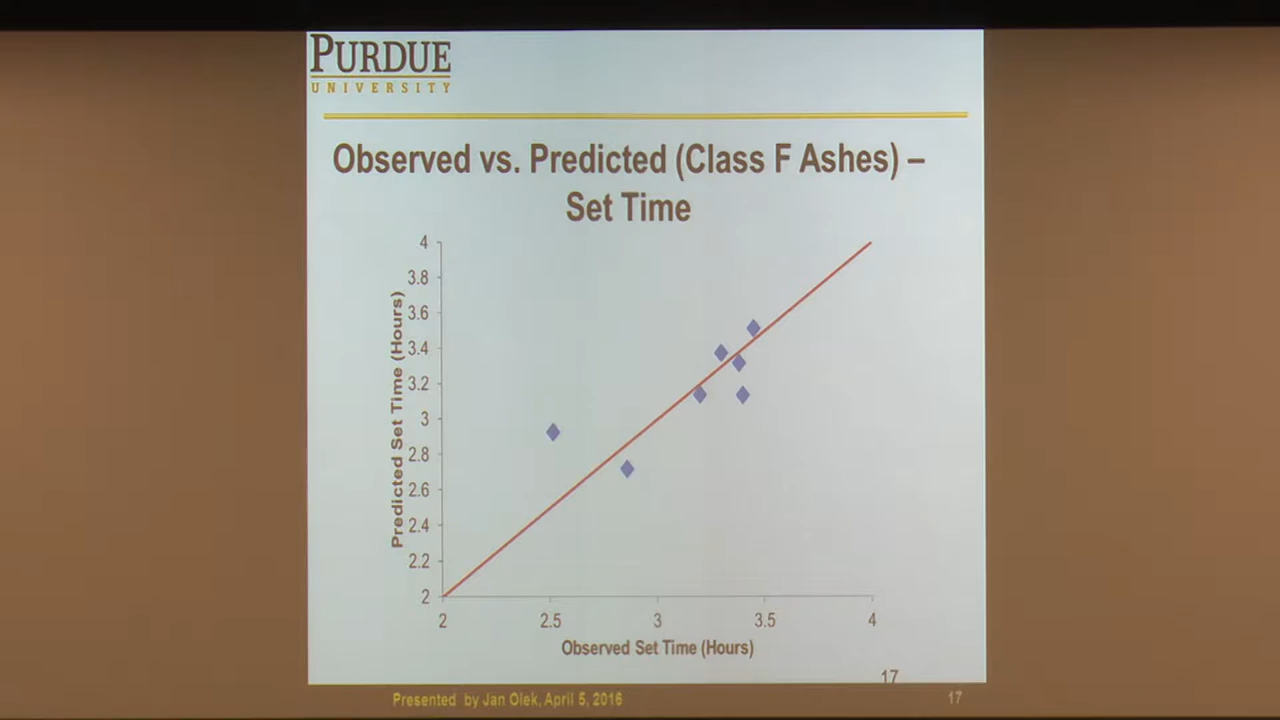 PURDUE
UNIVERSITY
Observed vs. Predicted (Class F Ashes) –
Set Time
Predicted Set Time (Hours)
4
3.8
3.6
3.4
3.2
3
2.8
2.6
2.4
2.2
2
2 2.5 3 3.5 4
Observed Set Time (Hours)
17
Presented by Jan Olek, April 5, 2016
17